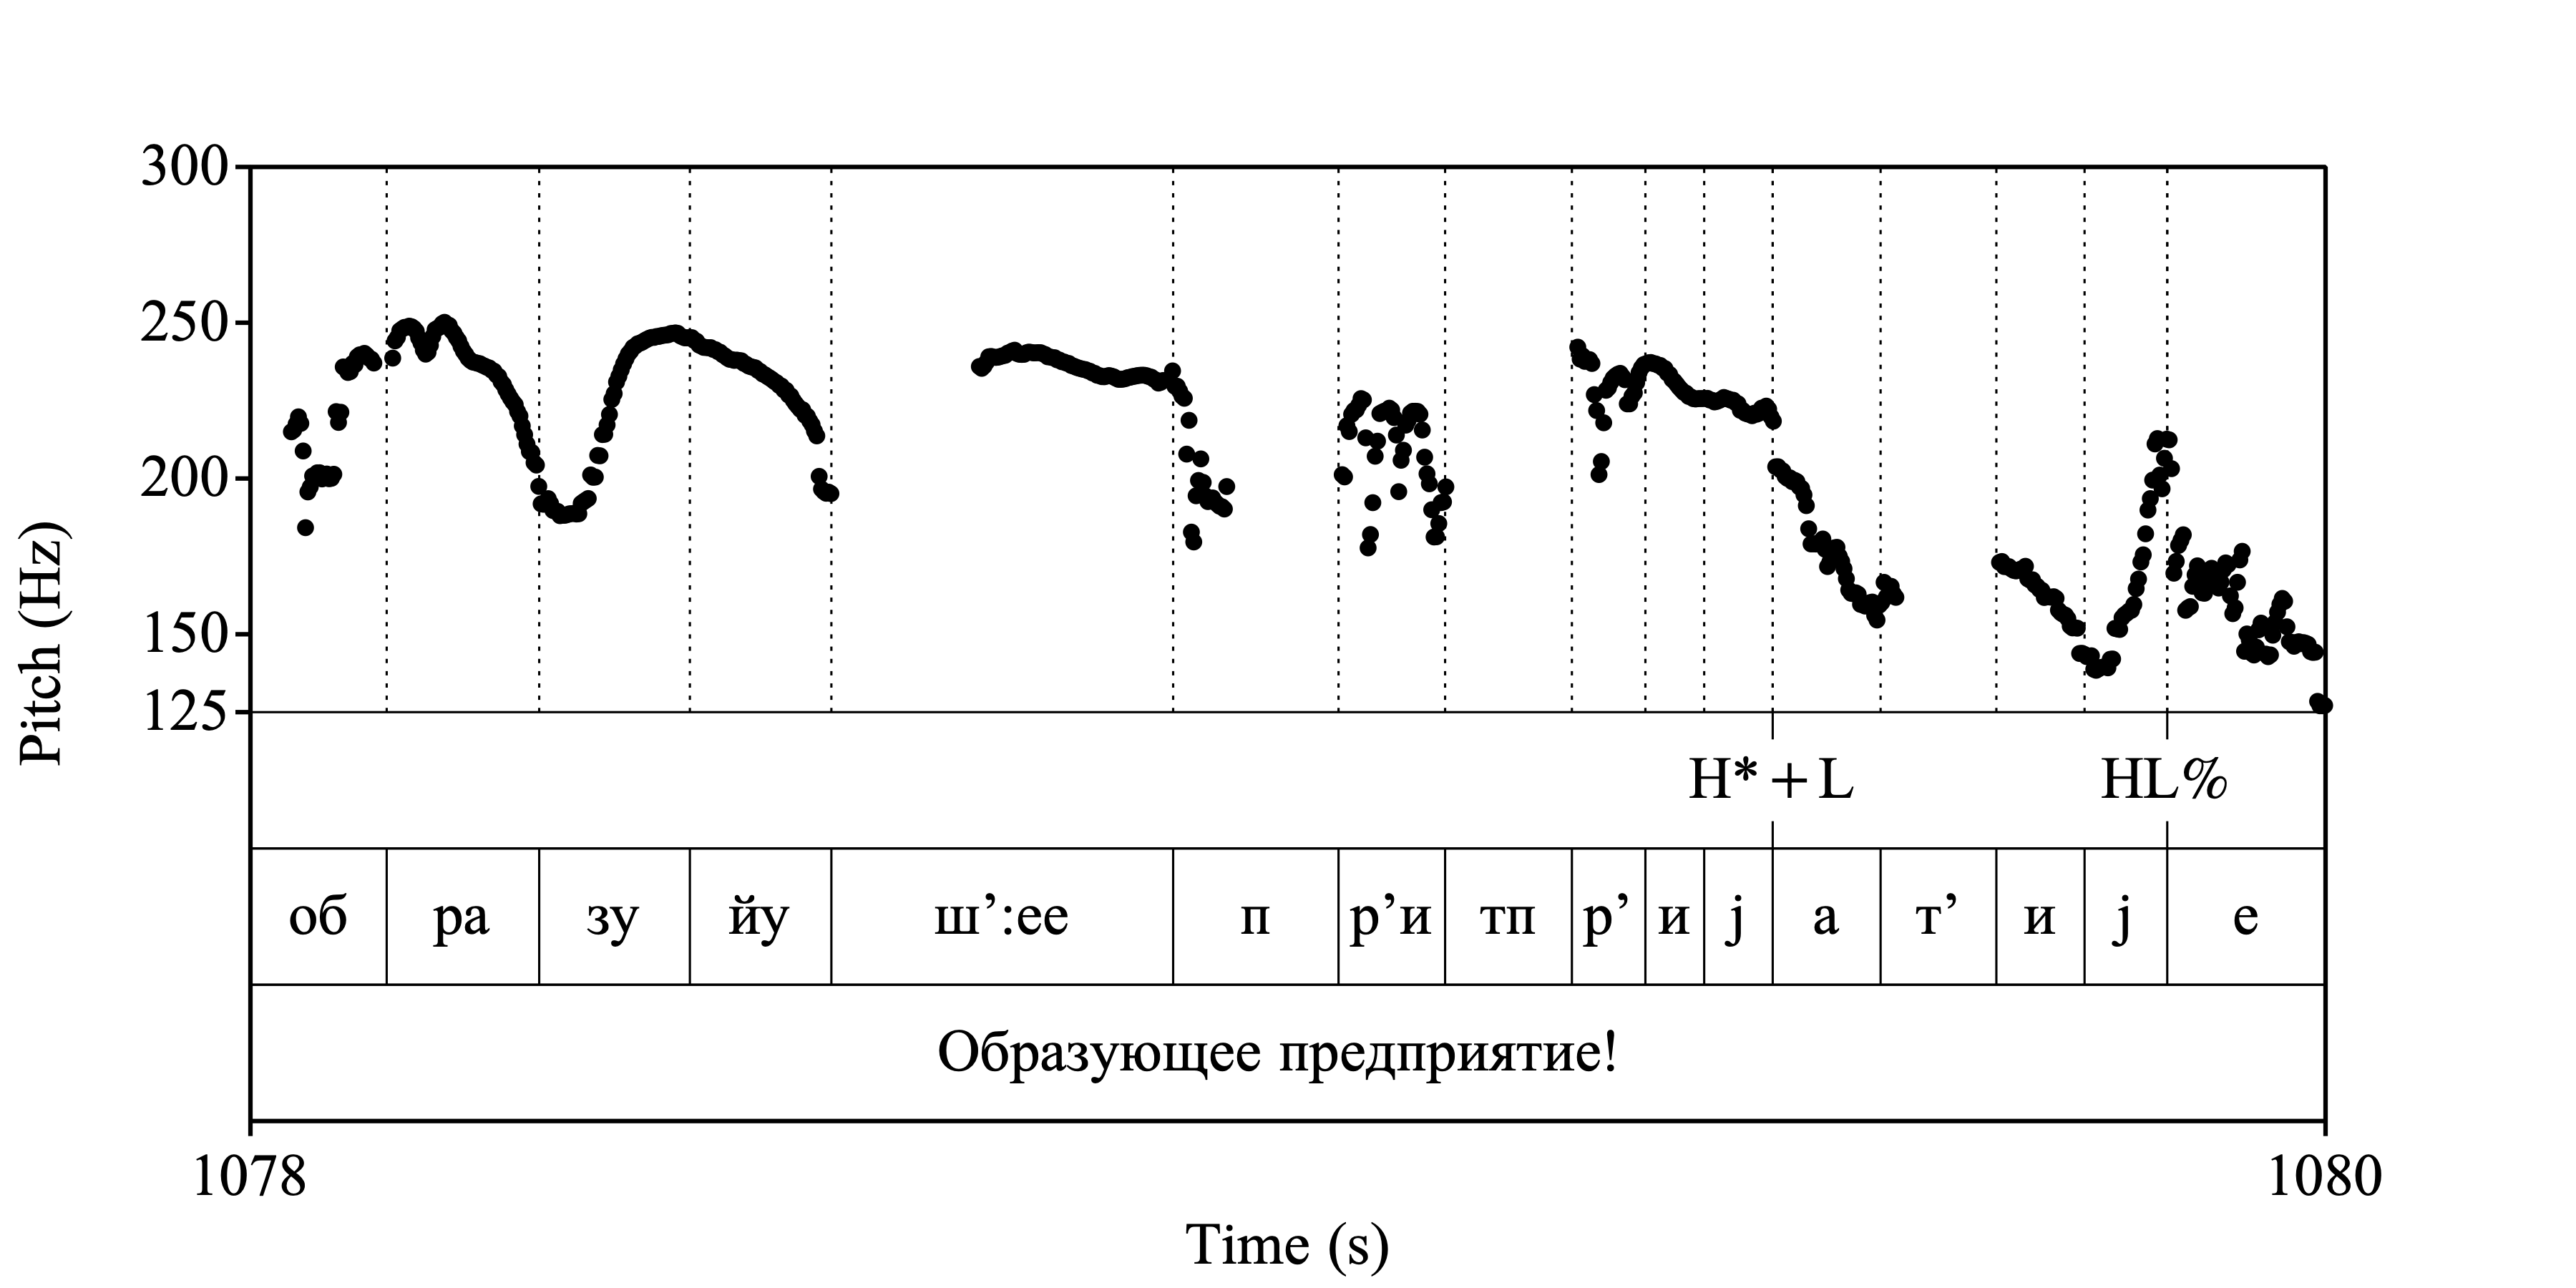 300
250
200
150
125
Pitch (Hz)
H* + L HL%
об ра зу йу ш’:ее п р’и тп р’ и j а т’ и j е
Образующее предприятие!
1078 1080
Time (s)